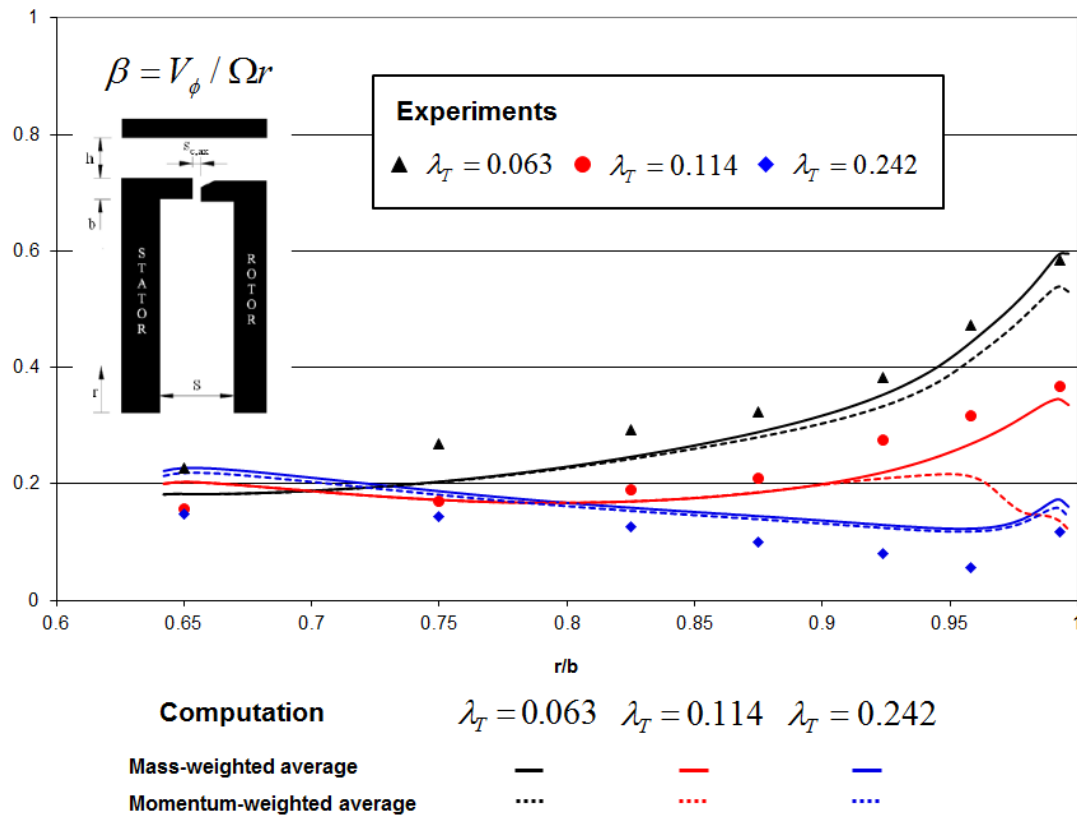 1
β = V_ϕ / Ωr
Experiments
λ_T = 0.063 λ_T = 0.114 λ_T = 0.242
0.8
s_c,ax
h
b
STATOR
ROTOR
0.6
0.4
r
S
0.2
0
0.6 0.65 0.7 0.75 0.8 0.85 0.9 0.95 1
r/b
Computation λ_T = 0.063 λ_T = 0.114 λ_T = 0.242
Mass-weighted average
Momentum-weighted average